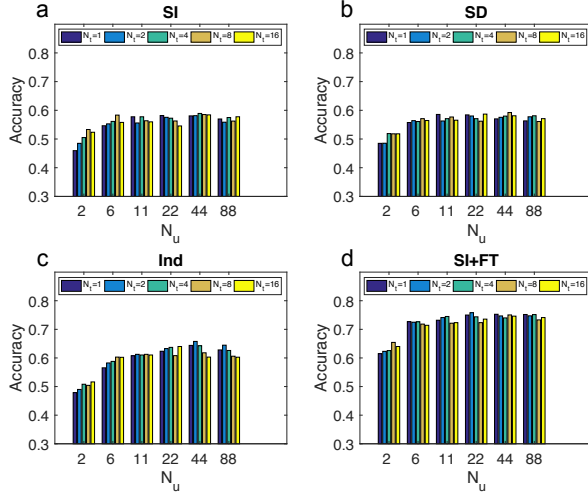 a
SI
N_t=1 N_t=2 N_t=4 N_t=8 N_t=16
0.8
0.7
0.6
0.5
0.4
0.3
Accuracy
2 6 11 22 44 88
N_u
b
SD
N_t=1 N_t=2 N_t=4 N_t=8 N_t=16
0.8
0.7
0.6
0.5
0.4
0.3
Accuracy
2 6 11 22 44 88
N_u
c
Ind
N_t=1 N_t=2 N_t=4 N_t=8 N_t=16
0.8
0.7
0.6
0.5
0.4
0.3
Accuracy
2 6 11 22 44 88
N_u
d
SI+FT
N_t=1 N_t=2 N_t=4 N_t=8 N_t=16
0.8
0.7
0.6
0.5
0.4
0.3
Accuracy
2 6 11 22 44 88
N_u